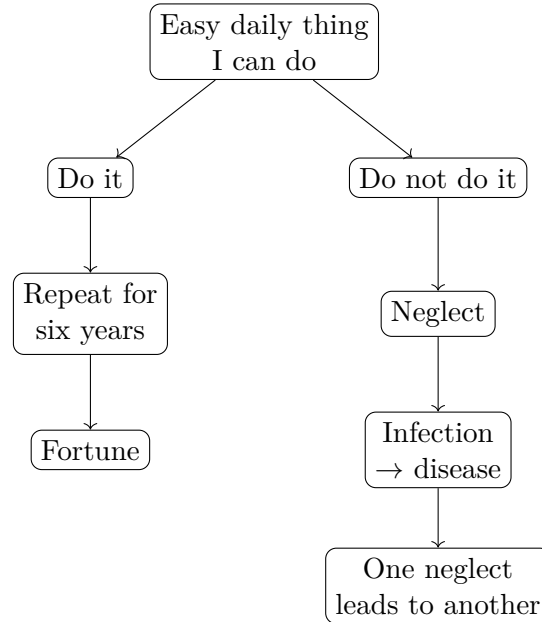 Easy daily thing
I can do
Do it
Do not do it
Repeat for
six years
Neglect
Fortune
Infection
→ disease
One neglect
leads to another